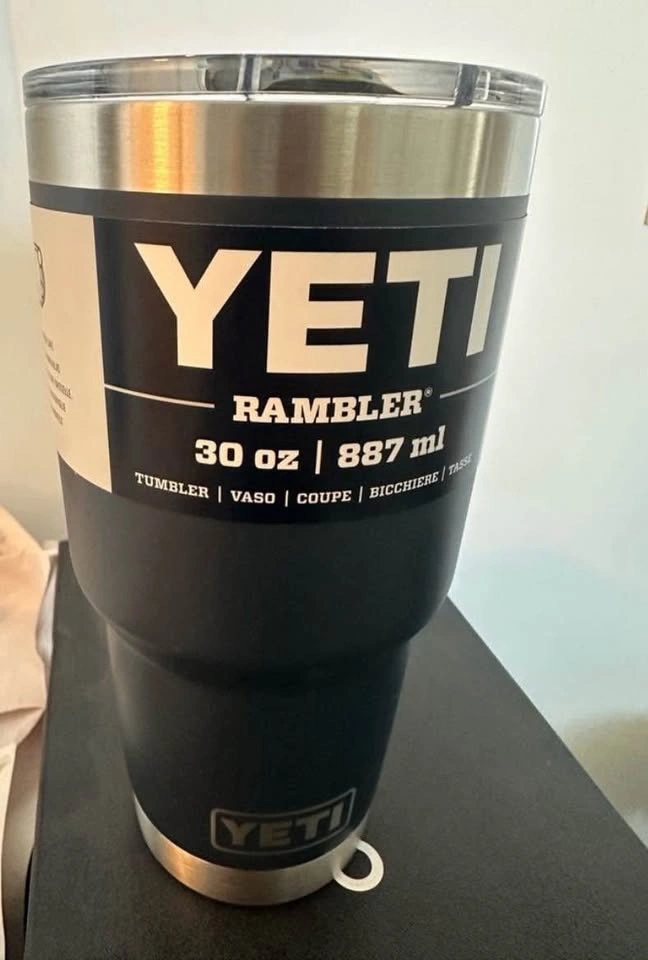 YETI
RAMBLER®
30 oz | 887 ml
TUMBLER | VASO | COUPE | BICCHIERE | TASSE
YETI